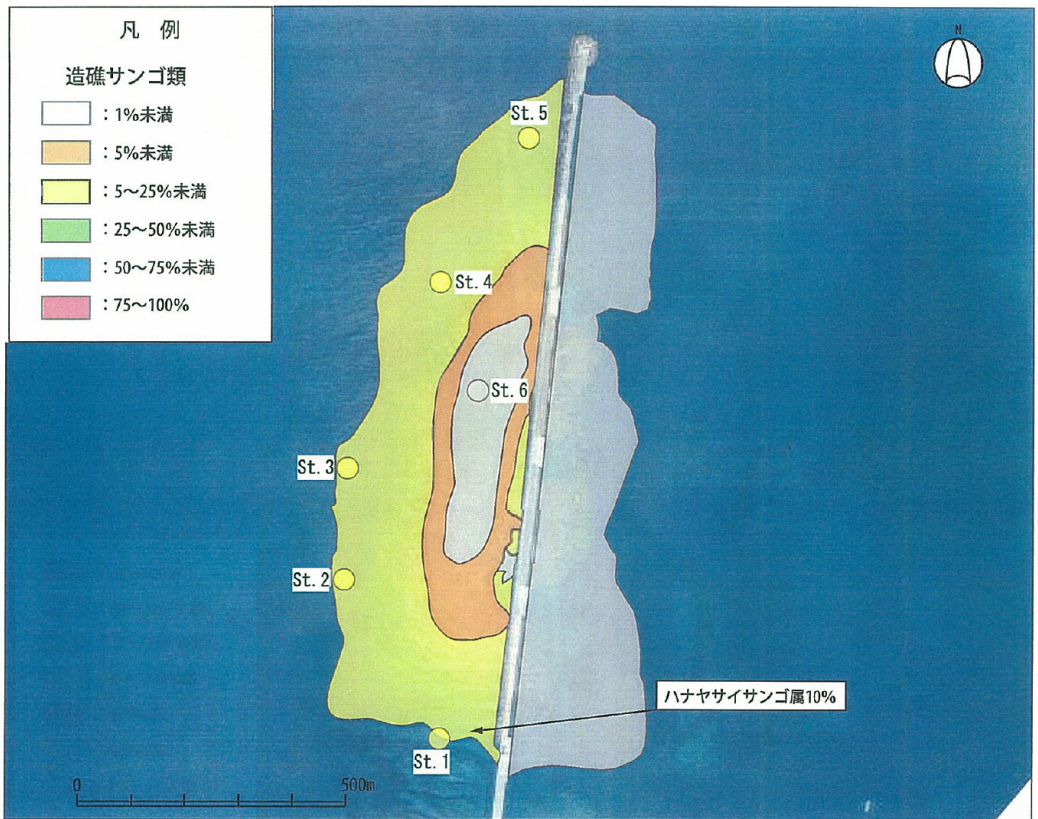 凡 例
造礁サンゴ類
：1%未満
：5%未満
：5～25%未満
：25～50%未満
：50～75%未満
：75～100%
N
St. 5
St. 4
St. 6
St. 3
St. 2
ハナヤサイサンゴ属10%
St. 1
0 500m